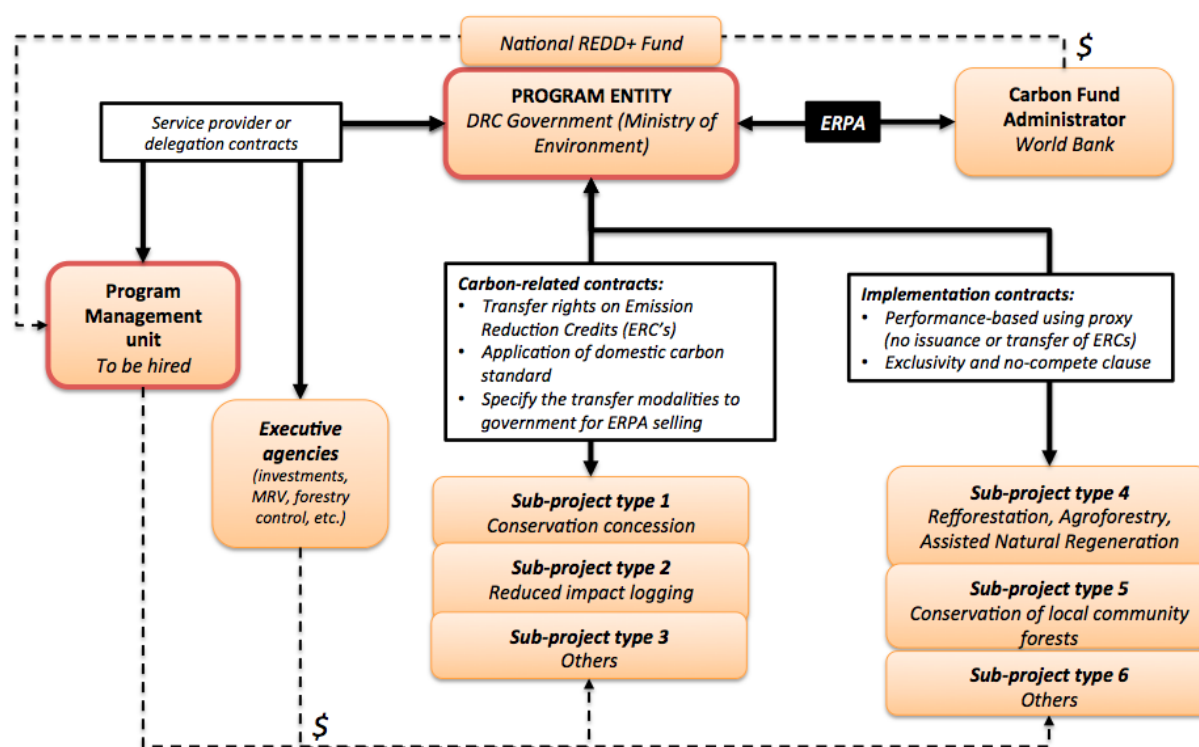 National REDD+ Fund
$
PROGRAM ENTITY
DRC Government (Ministry of
Environment)
ERPA
Carbon Fund
Administrator
World Bank
Service provider or
delegation contracts
Program
Management
unit
To be hired
Executive
agencies
(investments,
MRV, forestry
control, etc.)
Carbon-related contracts:
• Transfer rights on Emission
Reduction Credits (ERC's)
• Application of domestic carbon
standard
• Specify the transfer modalities to
government for ERPA selling
Implementation contracts:
• Performance-based using proxy
(no issuance or transfer of ERCs)
• Exclusivity and no-compete clause
Sub-project type 1
Conservation concession
Sub-project type 2
Reduced impact logging
Sub-project type 3
Others
Sub-project type 4
Refforestation, Agroforestry,
Assisted Natural Regeneration
Sub-project type 5
Conservation of local community
forests
Sub-project type 6
Others
$